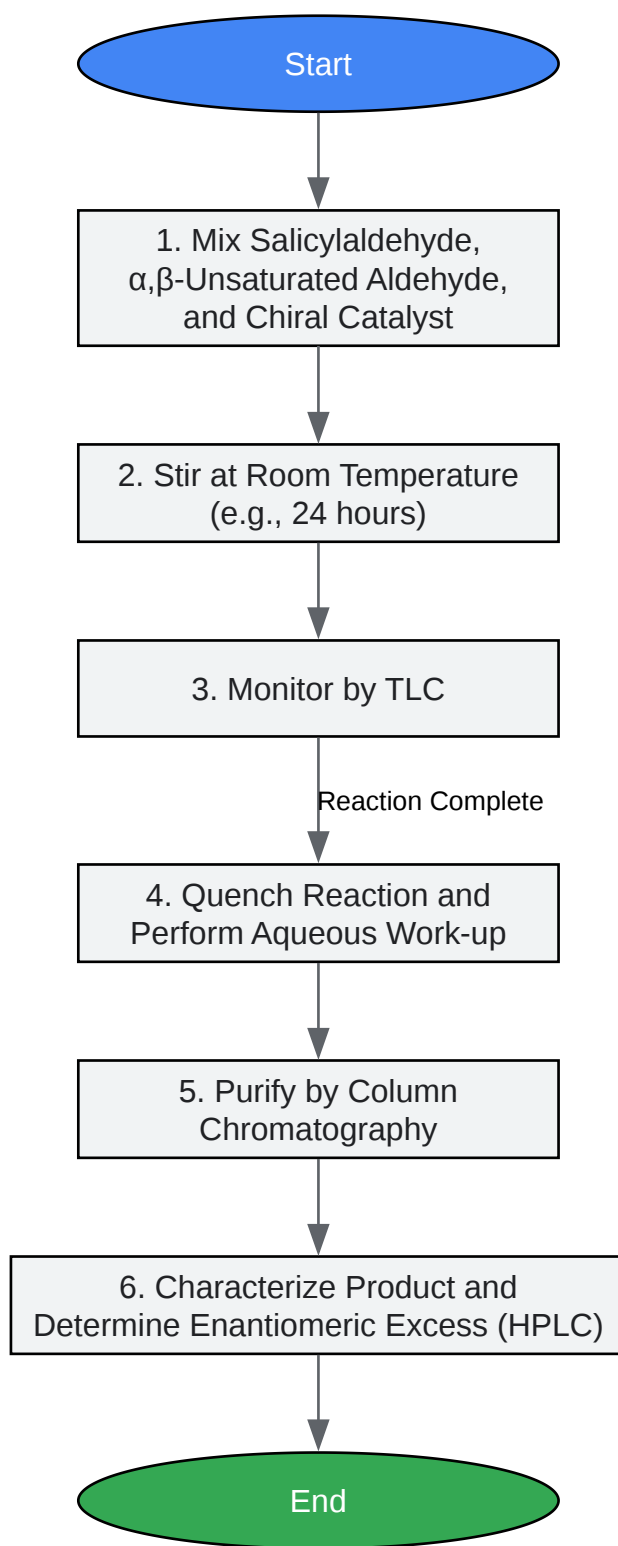 Start
1. Mix Salicylaldehyde,
α,β-Unsaturated Aldehyde,
and Chiral Catalyst
2. Stir at Room Temperature
(e.g., 24 hours)
3. Monitor by TLC
Reaction Complete
4. Quench Reaction and
Perform Aqueous Work-up
5. Purify by Column
Chromatography
6. Characterize Product and
Determine Enantiomeric Excess (HPLC)
End